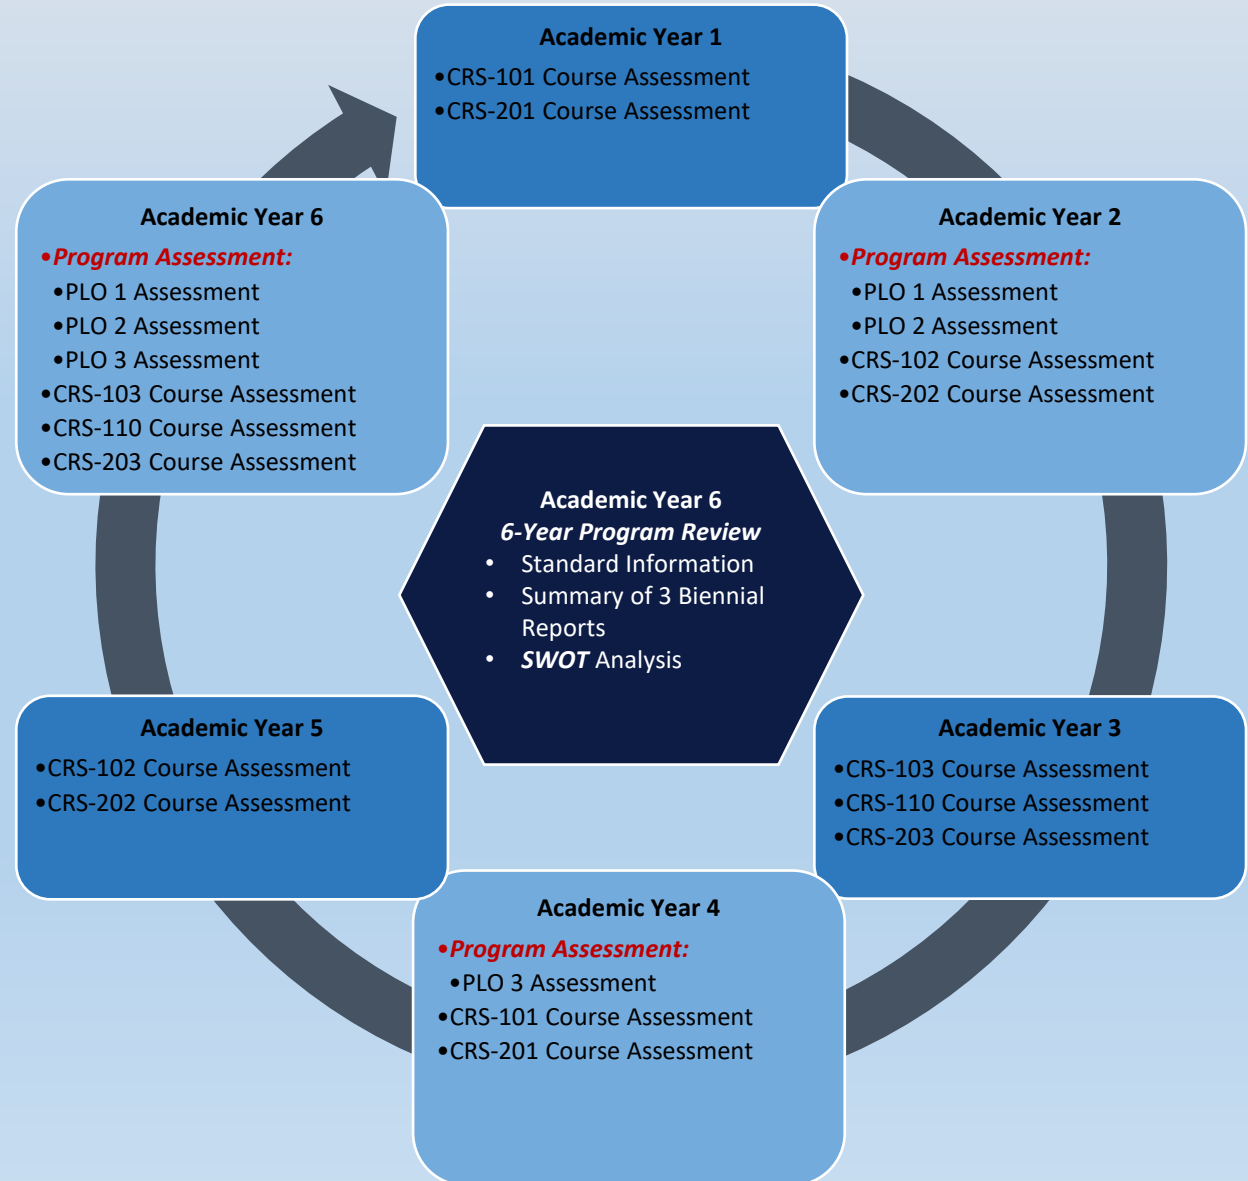 Academic Year 1
•CRS-101 Course Assessment
•CRS-201 Course Assessment
Academic Year 2
•Program Assessment:
•PLO 1 Assessment
•PLO 2 Assessment
•CRS-102 Course Assessment
•CRS-202 Course Assessment
Academic Year 3
•CRS-103 Course Assessment
•CRS-110 Course Assessment
•CRS-203 Course Assessment
Academic Year 4
•Program Assessment:
•PLO 3 Assessment
•CRS-101 Course Assessment
•CRS-201 Course Assessment
Academic Year 5
•CRS-102 Course Assessment
•CRS-202 Course Assessment
Academic Year 6
•Program Assessment:
•PLO 1 Assessment
•PLO 2 Assessment
•PLO 3 Assessment
•CRS-103 Course Assessment
•CRS-110 Course Assessment
•CRS-203 Course Assessment
Academic Year 6
6-Year Program Review
• Standard Information
• Summary of 3 Biennial
Reports
• SWOT Analysis